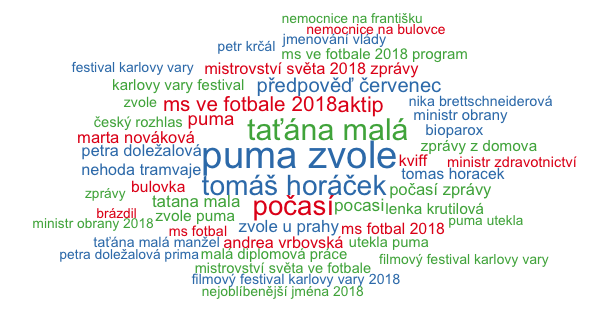 nemocnice na františku
nemocnice na bulovce
jmenování vlády
petr krčál
ms ve fotbale 2018 program
festival karlovy vary
mistrovství světa 2018 zprávy
karlovy vary festival
předpověď červenec
zvole
ms ve fotbale 2018
aktip
nika brettschneiderová
český rozhlas
puma
ministr obrany
marta nováková
taťána malá
bioparox
petra doležalová
puma zvole
zprávy z domova
kviff
ministr zdravotnictví
nehoda tramvaje
tomas horacek
bulovka
tomáš horáček
počasí zprávy
zprávy
tatana mala
počasí
pocasi
lenka krutilová
brázdil
zvole puma
puma utekla
ministr obrany 2018
ms fotbal
zvole u prahy
ms fotbal 2018
taťána malá manžel
andrea vrbovská
utekla puma
petra doležalová prima
malá diplomová práce
filmový festival karlovy vary
mistrovství světa ve fotbale
filmový festival karlovy vary 2018
nejoblíbenější jména 2018